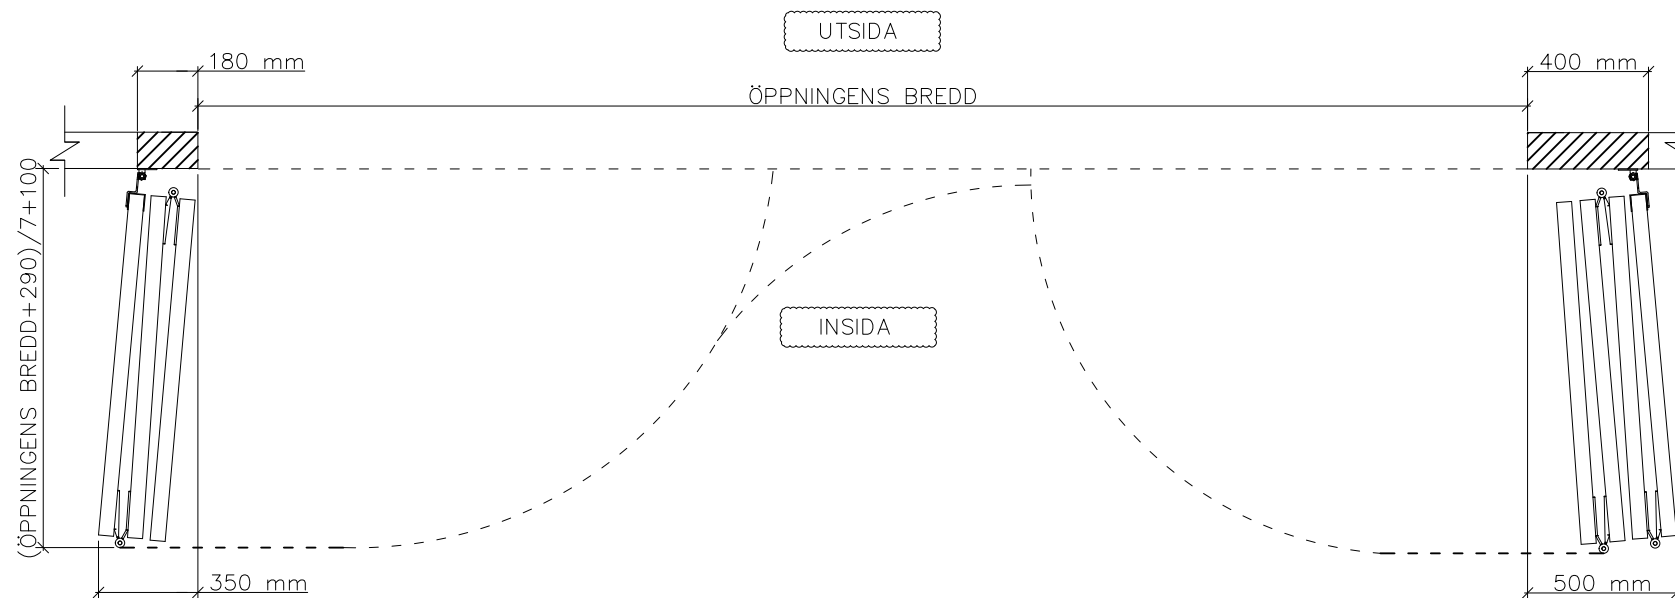 UTSIDA
180 mm
400 mm
ÖPPNINGENS BREDD
(ÖPPNINGENS BREDD+290)/7+100
INSIDA
350 mm
500 mm